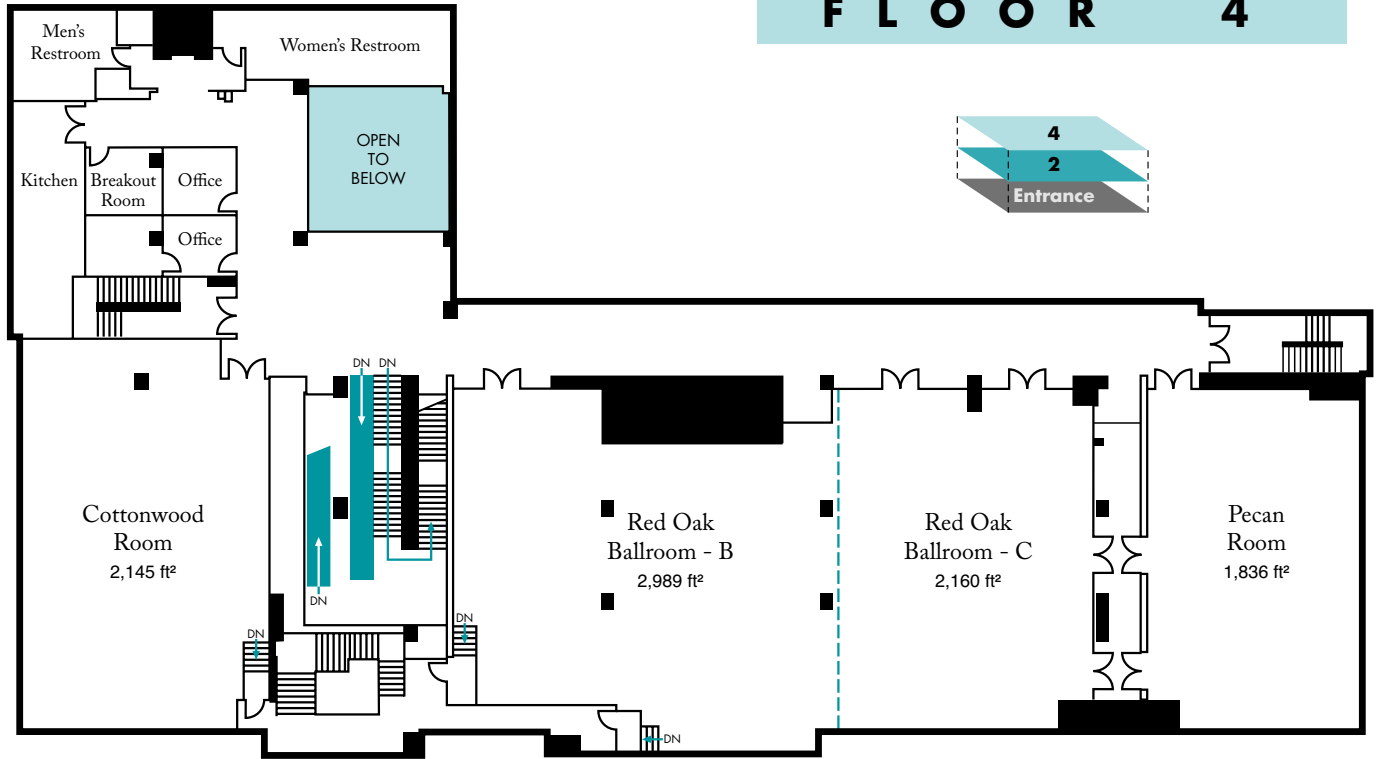 FLOOR 4
Men's
Restroom
Women's Restroom
OPEN
TO
BELOW
4
2
Entrance
Kitchen
Breakout
Room
Office
Office
DN
DN
Cottonwood
Room
2,145 ft²
DN
DN
DN
Red Oak
Ballroom - B
2,989 ft²
Red Oak
Ballroom - C
2,160 ft²
Pecan
Room
1,836 ft²
DN